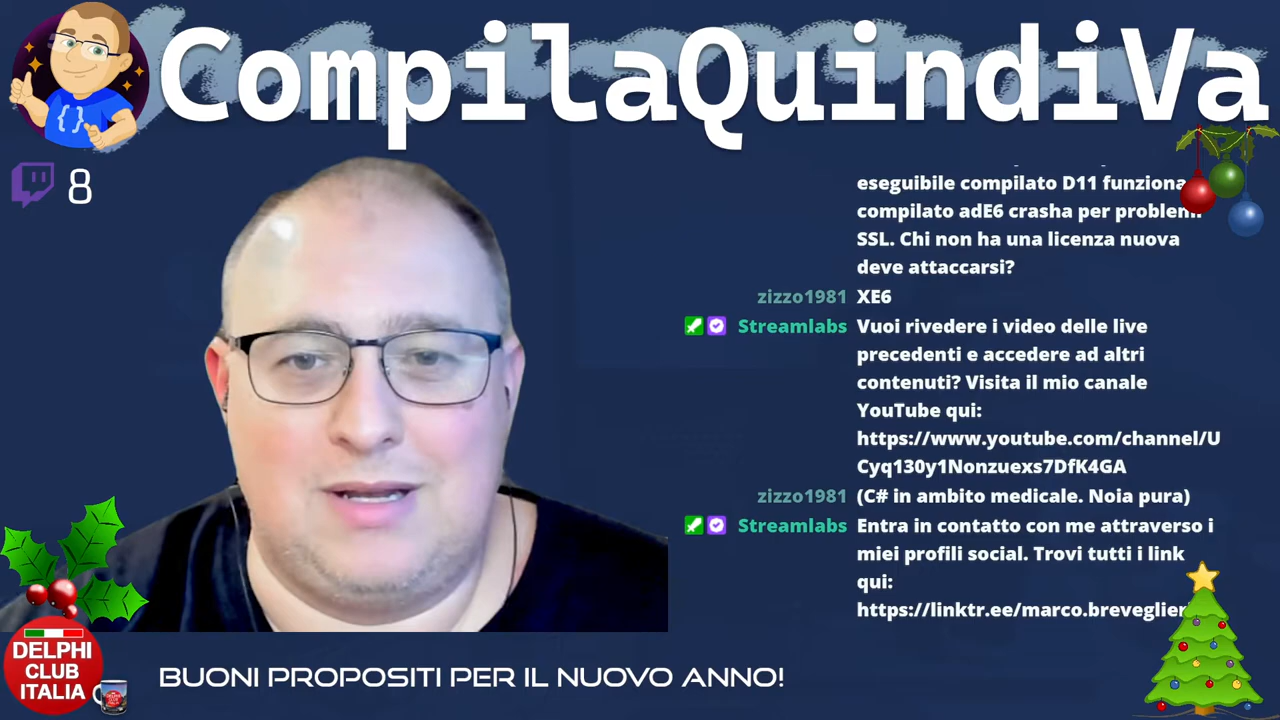 CompilaQuindiVa
8
eseguibile compilato D11 funziona
compilato adE6 crasha per problemi
SSL. Chi non ha una licenza nuova
deve attaccarsi?
zizzo1981 XE6
Streamlabs Vuoi rivedere i video delle live
precedenti e accedere ad altri
contenuti? Visita il mio canale
YouTube qui:
https://www.youtube.com/channel/U
Cyq130y1Nonzuexs7DfK4GA
zizzo1981 (C# in ambito medicale. Noia pura)
Streamlabs Entra in contatto con me attraverso i
miei profili social. Trovi tutti i link
qui:
https://linktr.ee/marco.breveglier
{ }
DELPHI
CLUB
ITALIA
BUONI PROPOSITI PER IL NUOVO ANNO!